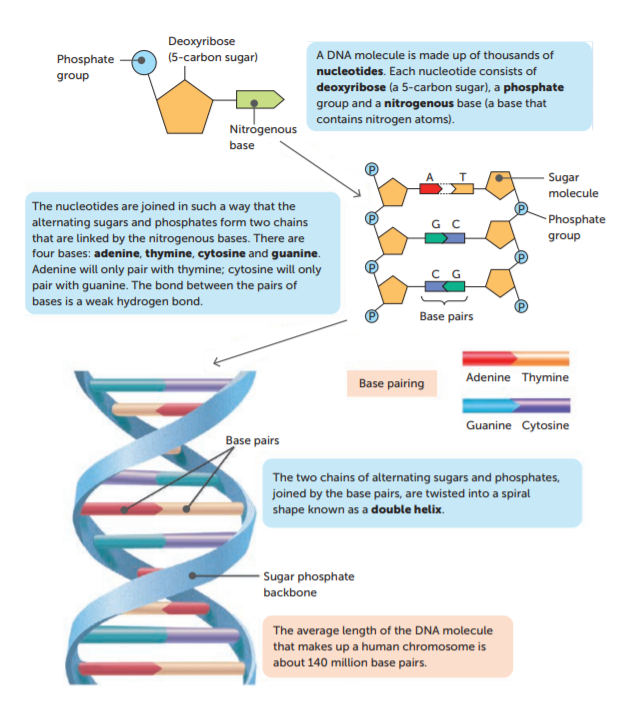 Deoxyribose
(5-carbon sugar)
Phosphate
group
Nitrogenous
base
A DNA molecule is made up of thousands of
nucleotides. Each nucleotide consists of
deoxyribose (a 5-carbon sugar), a phosphate
group and a nitrogenous base (a base that
contains nitrogen atoms).
The nucleotides are joined in such a way that the
alternating sugars and phosphates form two chains
that are linked by the nitrogenous bases. There are
four bases: adenine, thymine, cytosine and guanine.
Adenine will only pair with thymine; cytosine will only
pair with guanine. The bond between the pairs of
bases is a weak hydrogen bond.
P
A T
Sugar
molecule
P
P
Phosphate
group
G C
P
P
C G
P
P
Base pairs
Base pairing
Adenine Thymine
Guanine Cytosine
Base pairs
The two chains of alternating sugars and phosphates,
joined by the base pairs, are twisted into a spiral
shape known as a double helix.
Sugar phosphate
backbone
The average length of the DNA molecule
that makes up a human chromosome is
about 140 million base pairs.